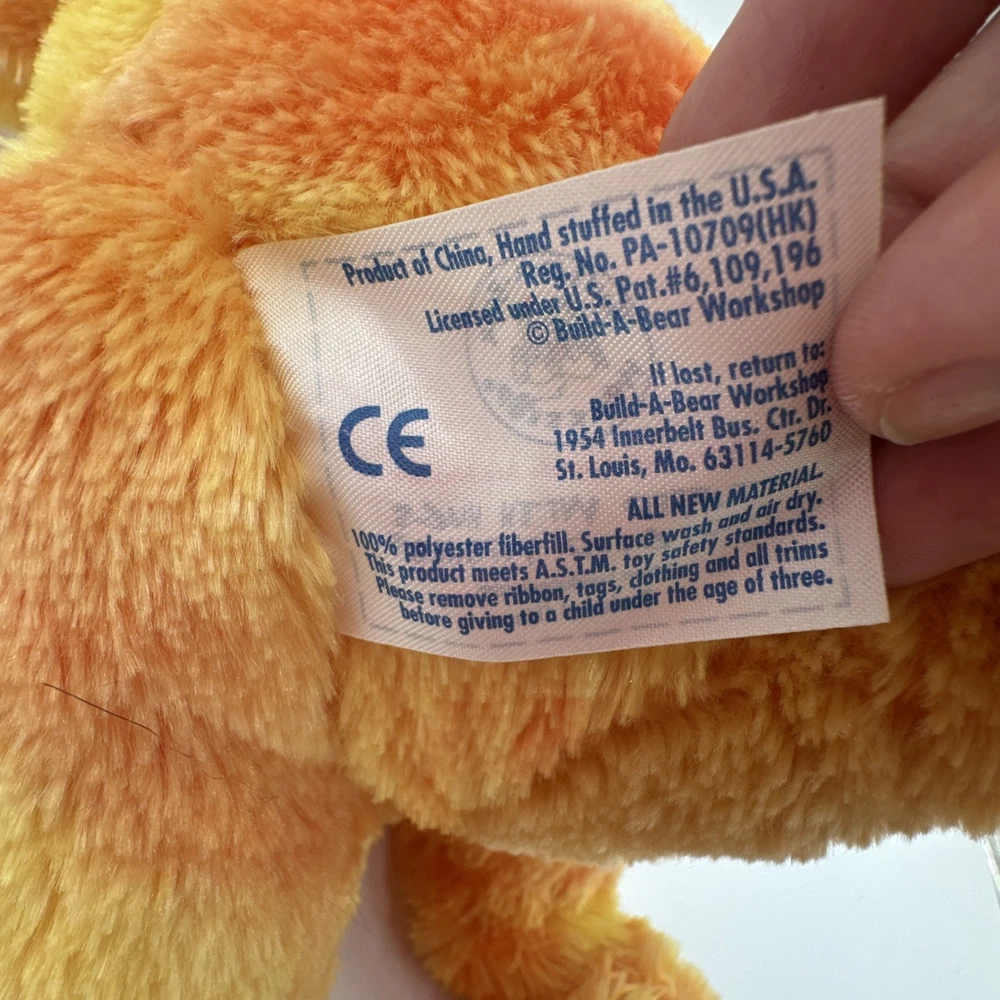 Product of China, Hand stuffed in the U.S.A.
Reg. No. PA-10709(HK)
Licensed under U.S. Pat.#6,109,196
© Build-A-Bear Workshop
If lost, return to:
Build-A-Bear Workshop
1954 Innerbelt Bus. Ctr. Dr.
St. Louis, Mo. 63114-5760
CE
ALL NEW MATERIAL.
100% polyester fiberfill. Surface wash and air dry.
This product meets A.S.T.M. toy safety standards.
Please remove ribbon, tags, clothing and all trims
before giving to a child under the age of three.